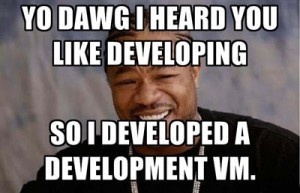 YO DAWG I HEARD YOU
LIKE DEVELOPING
SO I DEVELOPED A
DEVELOPMENT VM.